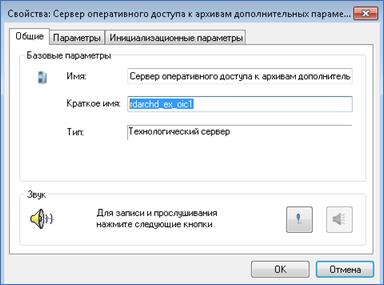 Свойства: Сервер оперативного доступа к архивам дополнительных параме...
Общие Параметры Инициализационные параметры
Базовые параметры
Имя: Сервер оперативного доступа к архивам дополнитель
Краткое имя: rdarchd_ex_oic1
Тип: Технологический сервер
Звук
Для записи и прослушивания
нажмите следующие кнопки
OK Отмена